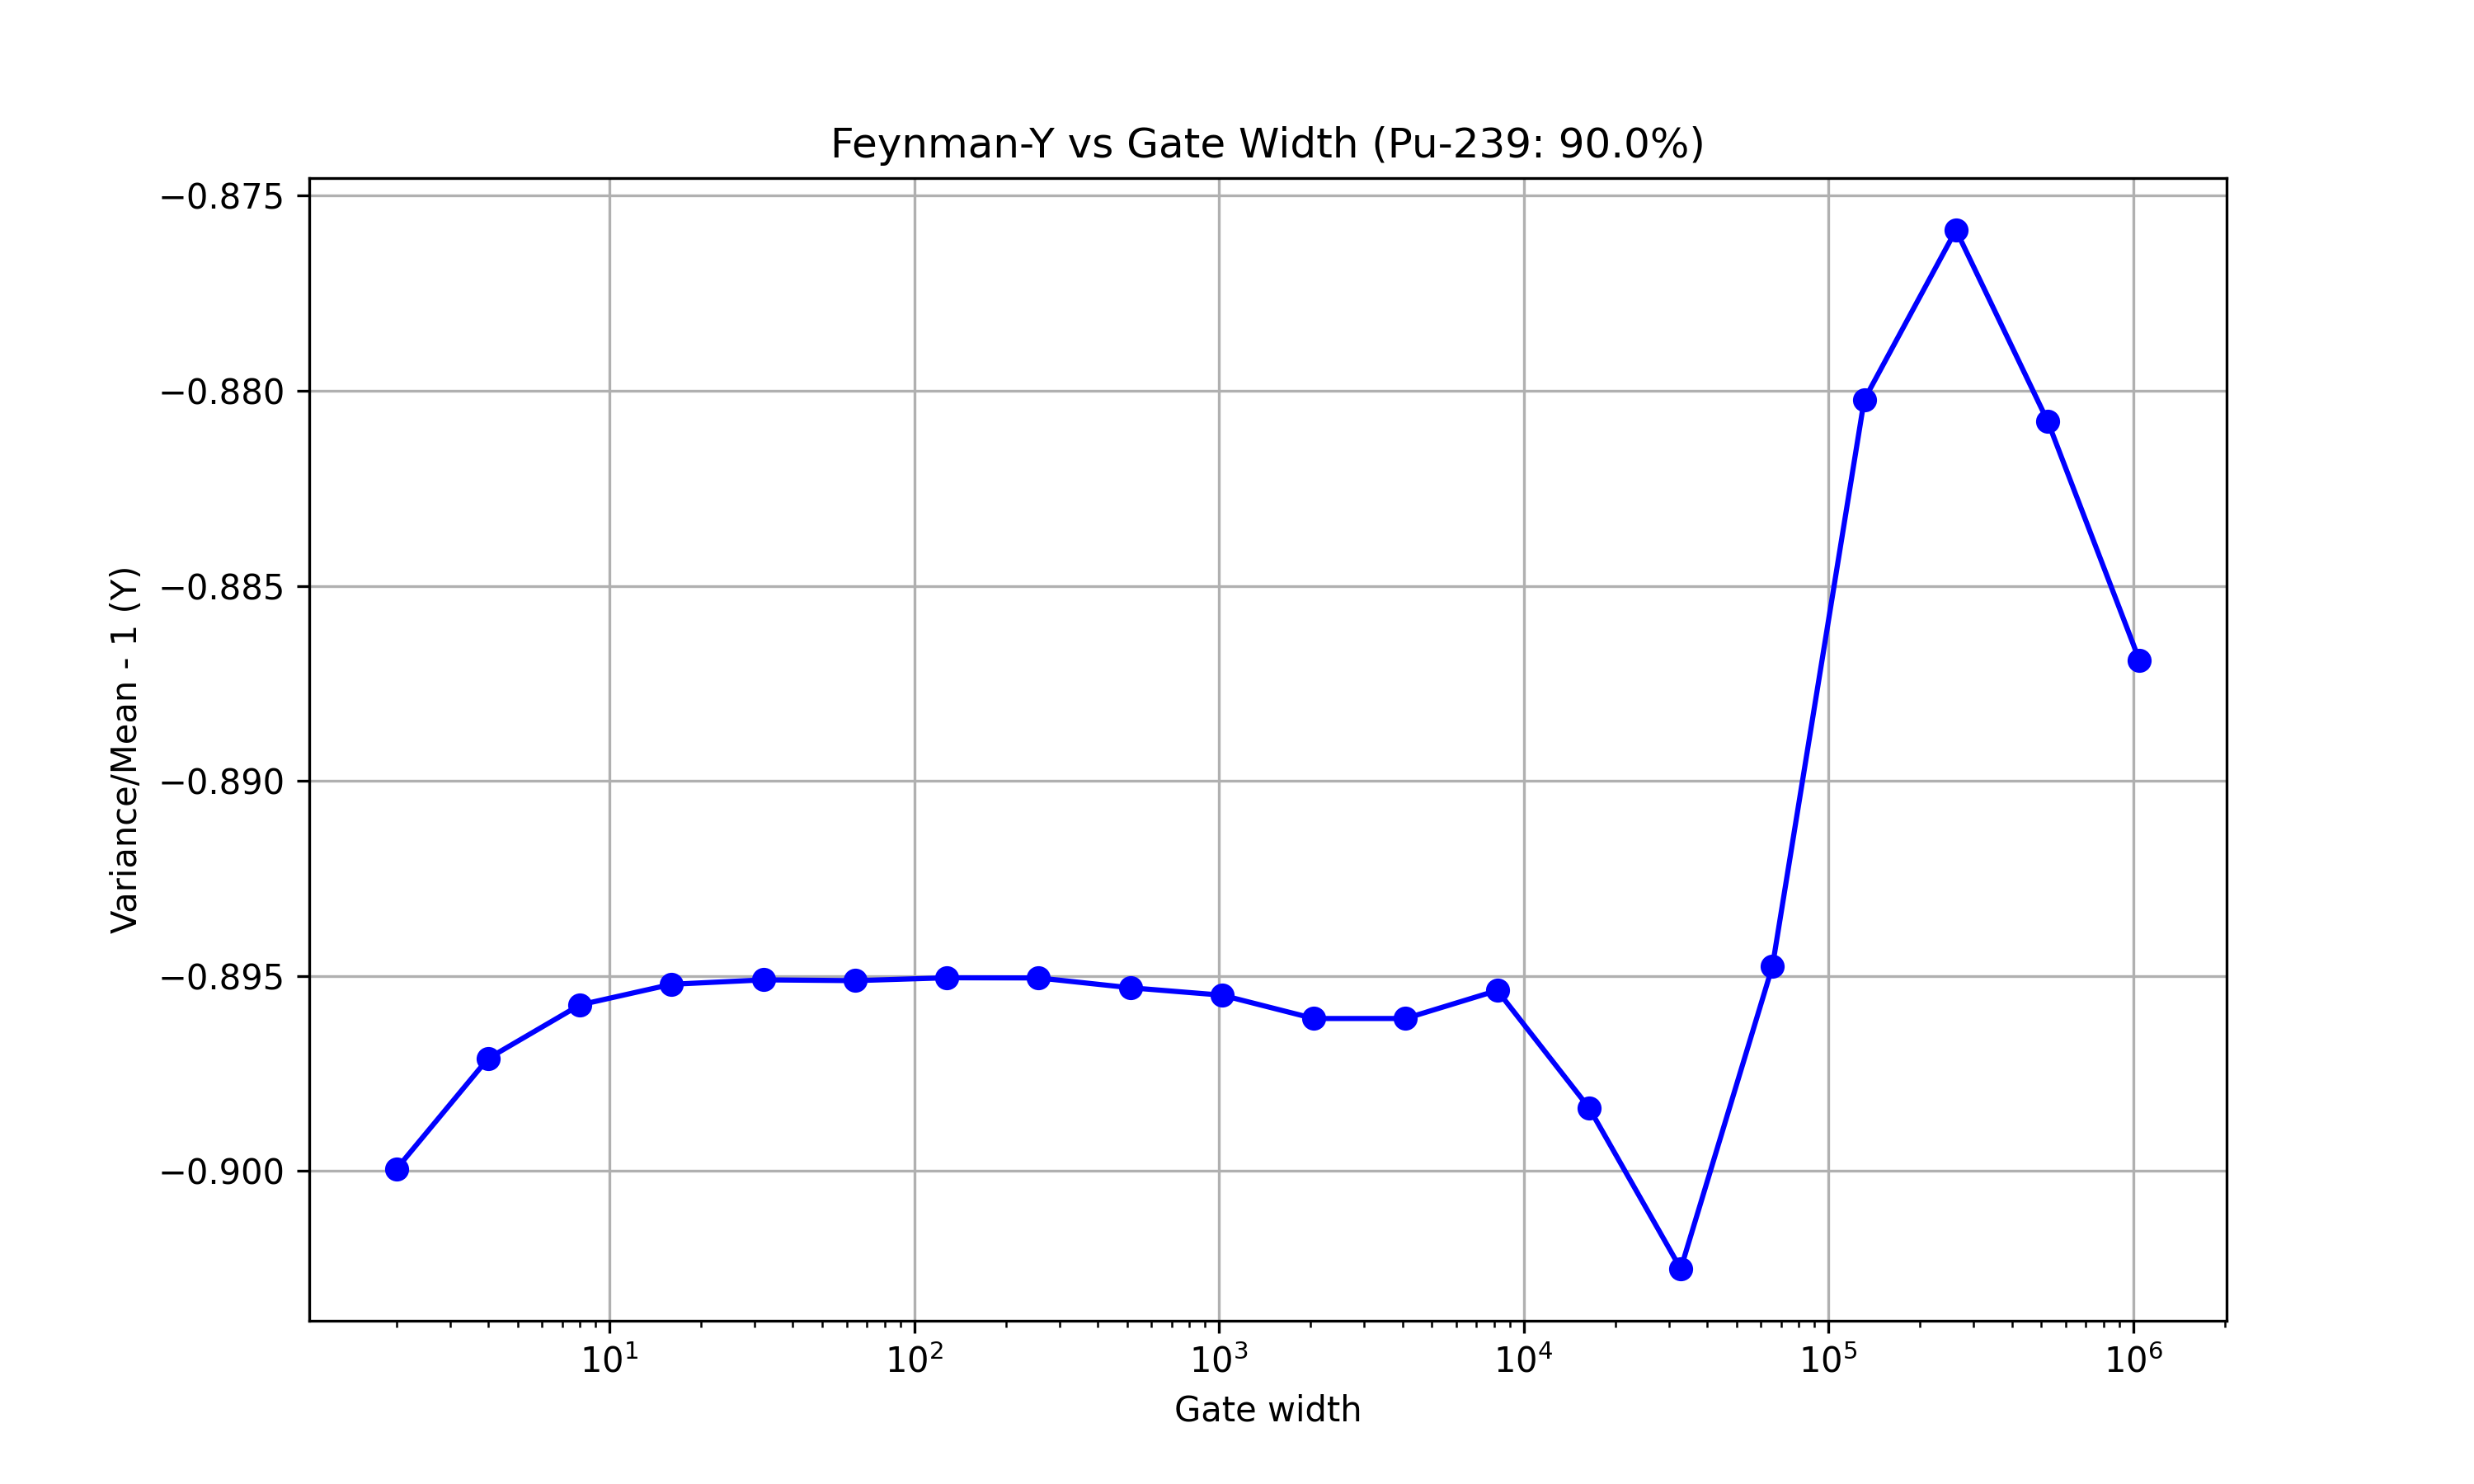 Feynman-Y vs Gate Width (Pu-239: 90.0%)
Variance/Mean - 1 (Y)
−0.875
−0.880
−0.885
−0.890
−0.895
−0.900
10¹ 10² 10³ 10⁴ 10⁵ 10⁶
Gate width